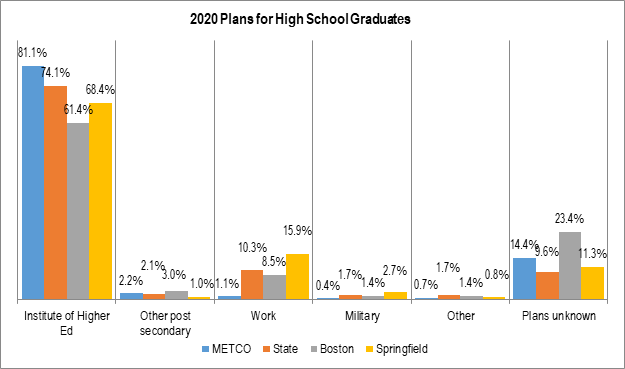 2020 Plans for High School Graduates
81.1%
74.1%
61.4%
68.4%
2.2%
2.1%
3.0%
1.0%
1.1%
10.3%
8.5%
15.9%
0.4%
1.7%
1.4%
2.7%
0.7%
1.7%
1.4%
0.8%
14.4%
9.6%
23.4%
11.3%
Institute of Higher
Ed
Other post
secondary
Work
Military
Other
Plans unknown
METCO State Boston Springfield